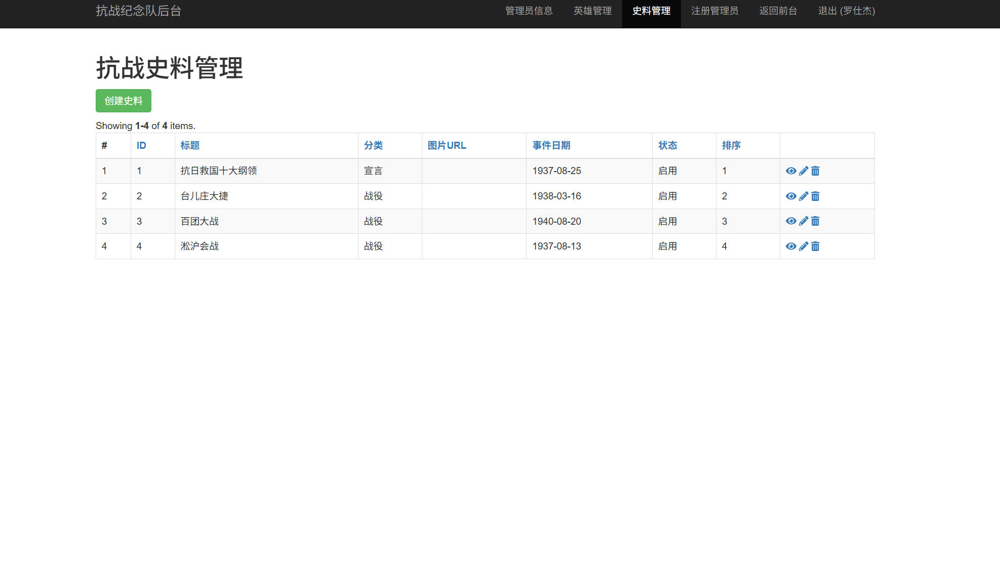 抗战纪念队后台 管理员信息 英雄管理 史料管理 注册管理员 返回前台 退出 (罗仕杰)
抗战史料管理
创建史料
Showing 1-4 of 4 items.
# ID 标题 分类 图片URL 事件日期 状态 排序
1 1 抗日救国十大纲领 宣言 1937-08-25 启用 1
2 2 台儿庄大捷 战役 1938-03-16 启用 2
3 3 百团大战 战役 1940-08-20 启用 3
4 4 淞沪会战 战役 1937-08-13 启用 4